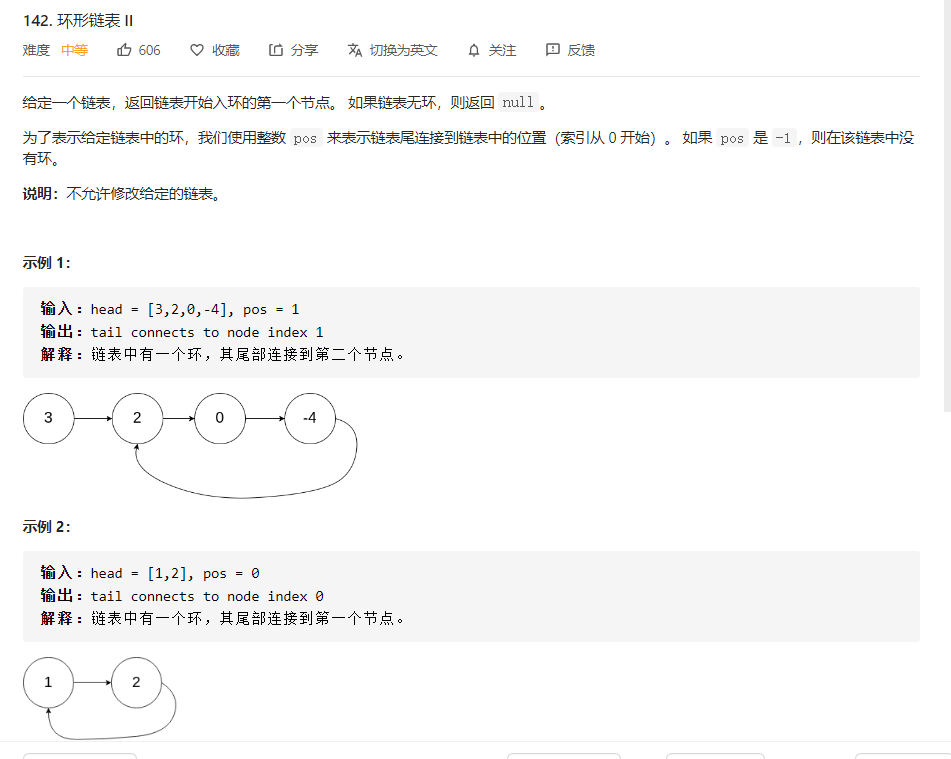 142. 环形链表 II
难度 中等 606 收藏 分享 切换为英文 关注 反馈
给定一个链表，返回链表开始入环的第一个节点。 如果链表无环，则返回 null 。
为了表示给定链表中的环，我们使用整数 pos 来表示链表尾连接到链表中的位置（索引从 0 开始）。 如果 pos 是 -1，则在该链表中没
有环。
说明：不允许修改给定的链表。
示例 1：
输入：head = [3,2,0,-4], pos = 1
输出：tail connects to node index 1
解释：链表中有一个环，其尾部连接到第二个节点。
3 2 0 -4
示例 2：
输入：head = [1,2], pos = 0
输出：tail connects to node index 0
解释：链表中有一个环，其尾部连接到第一个节点。
1 2